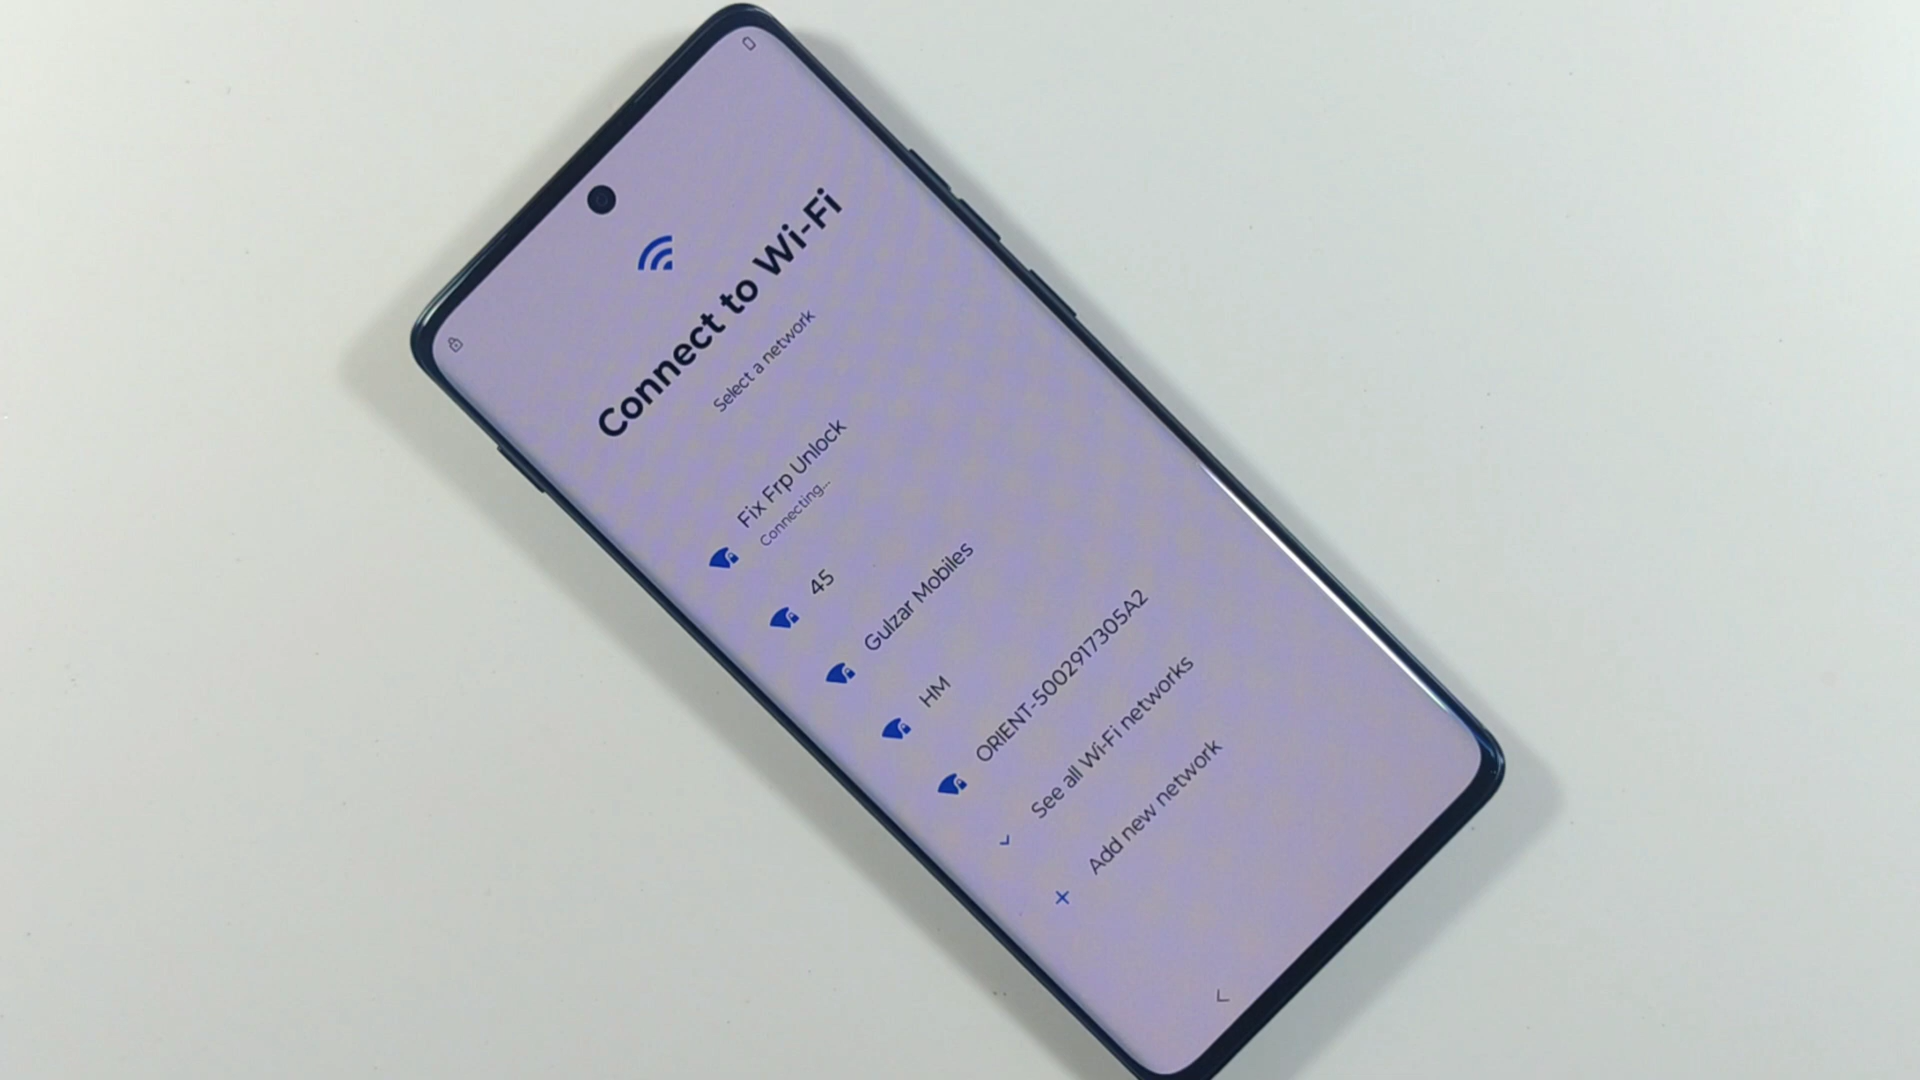 Connect to Wi-Fi
Select a network
Fix Frp Unlock
Connecting...
45
Gulzar Mobiles
HM
ORIENT-5002917305A2
See all Wi-Fi networks
Add new network